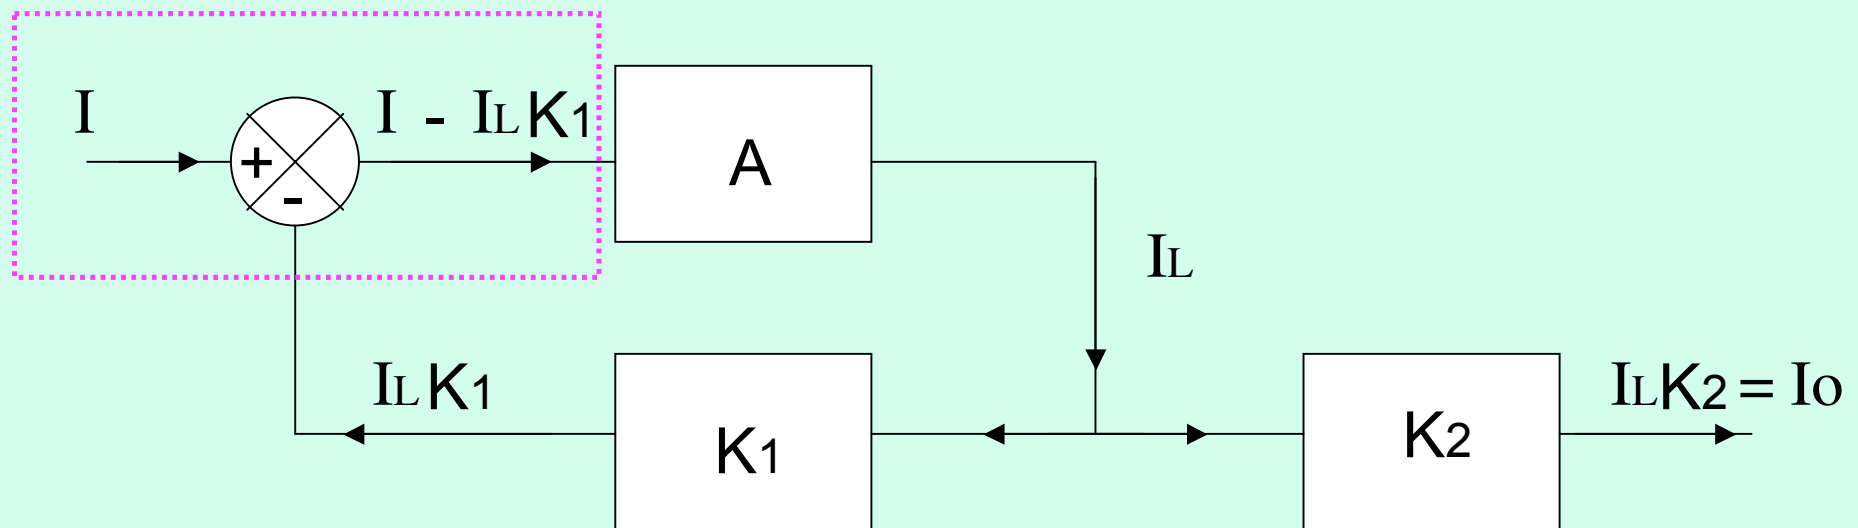 I
I - ILK1
+
-
A
IL
ILK1
K1
K2
ILK2 = Io